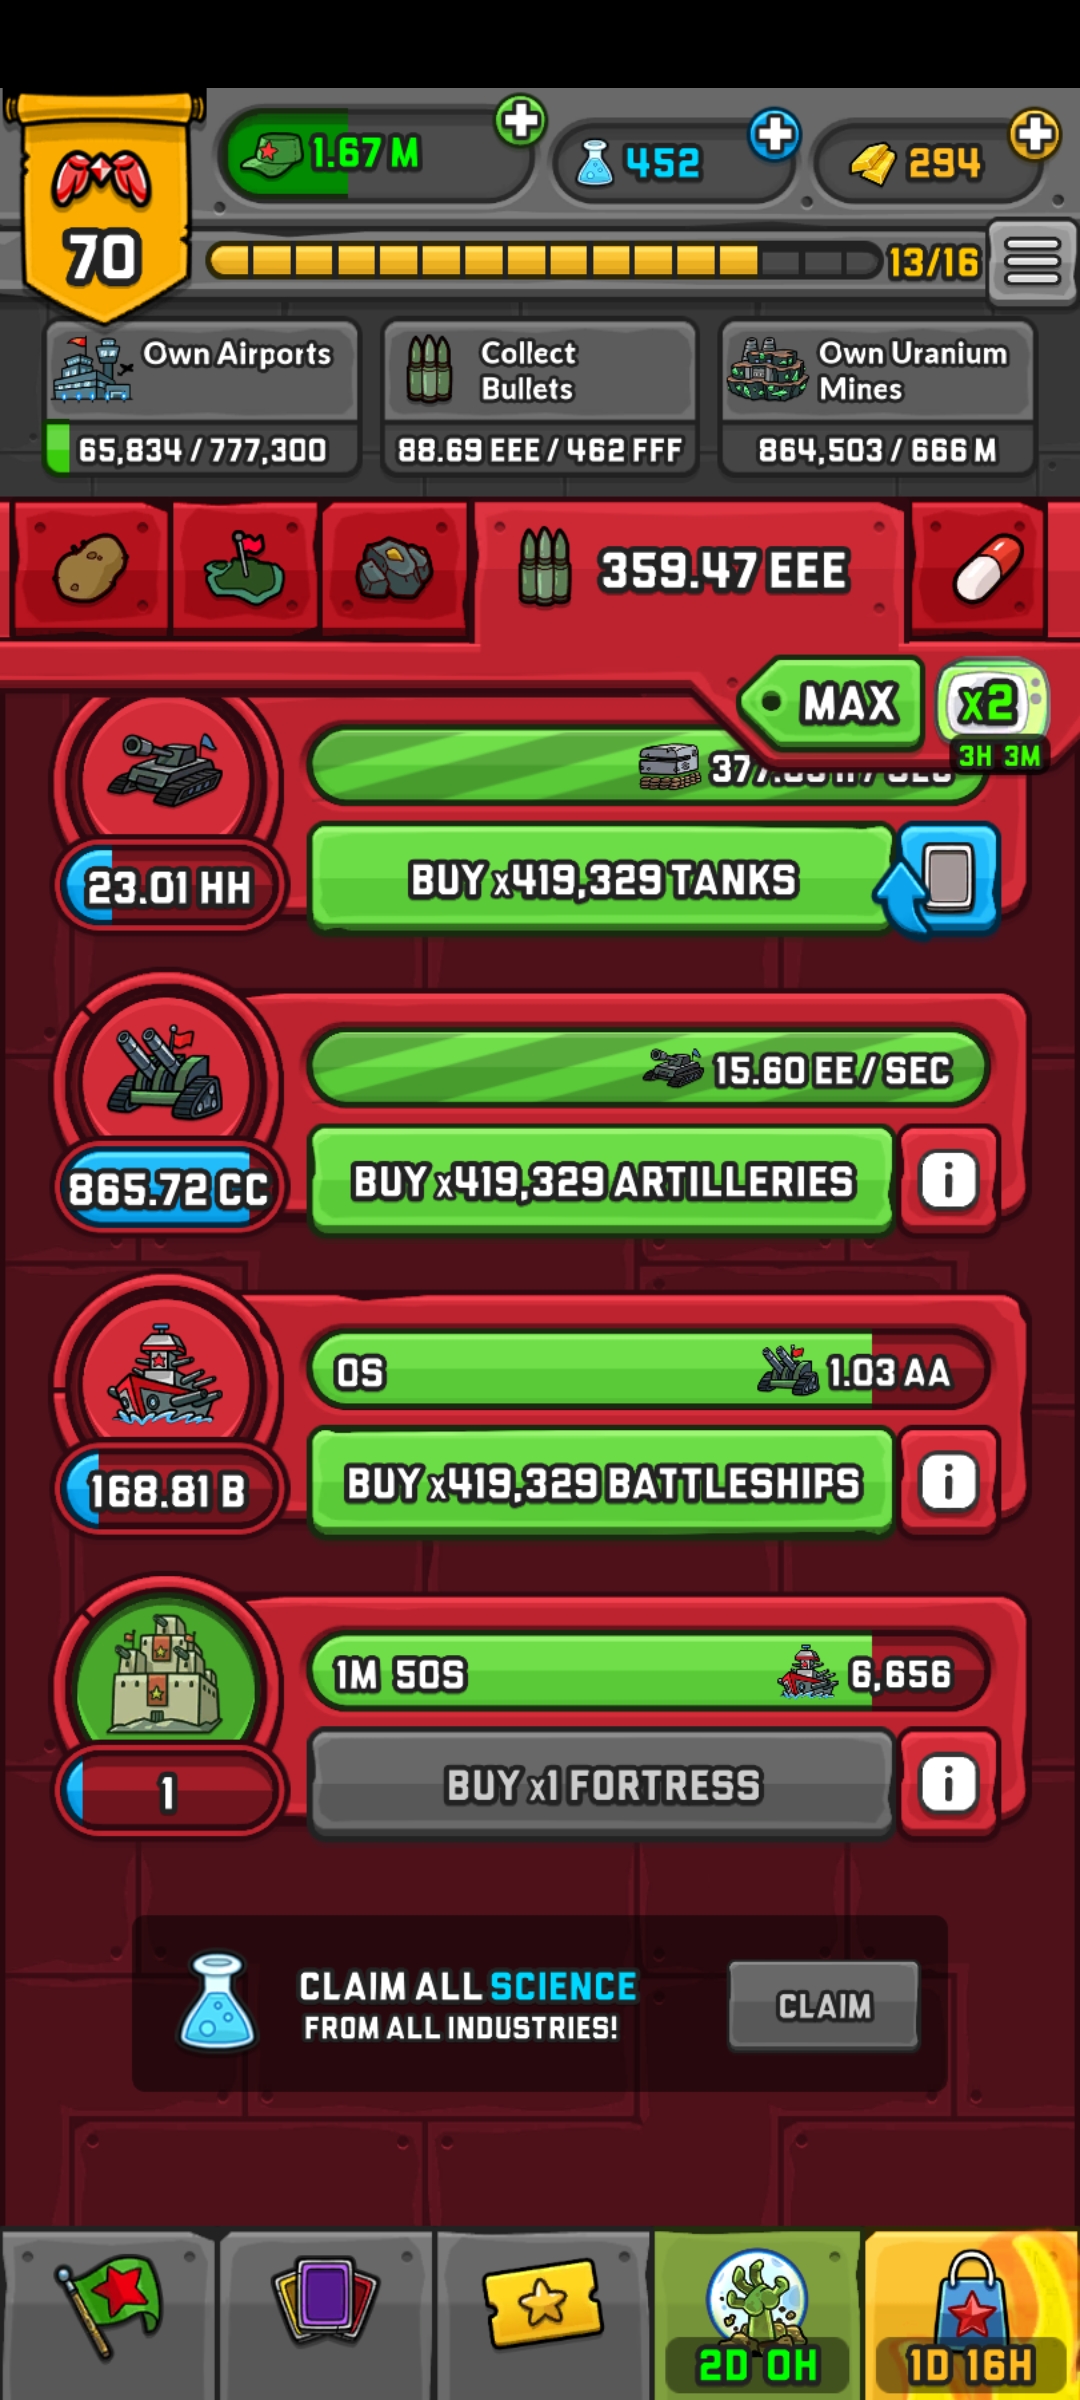 1.67 M
452
294
70
13/16
Own Airports
65,834 / 777,300
Collect
Bullets
88.69 EEE / 462 FFF
Own Uranium
Mines
864,503 / 666 M
359.47 EEE
MAX
x2
3H 3M
23.01 HH
BUY x419,329 TANKS
15.60 EE / SEC
865.72 CC
BUY x419,329 ARTILLERIES
0S
1.03 AA
168.81 B
BUY x419,329 BATTLESHIPS
1M 50S
6,656
1
BUY x1 FORTRESS
CLAIM ALL SCIENCE
FROM ALL INDUSTRIES!
CLAIM
2D 0H
1D 16H